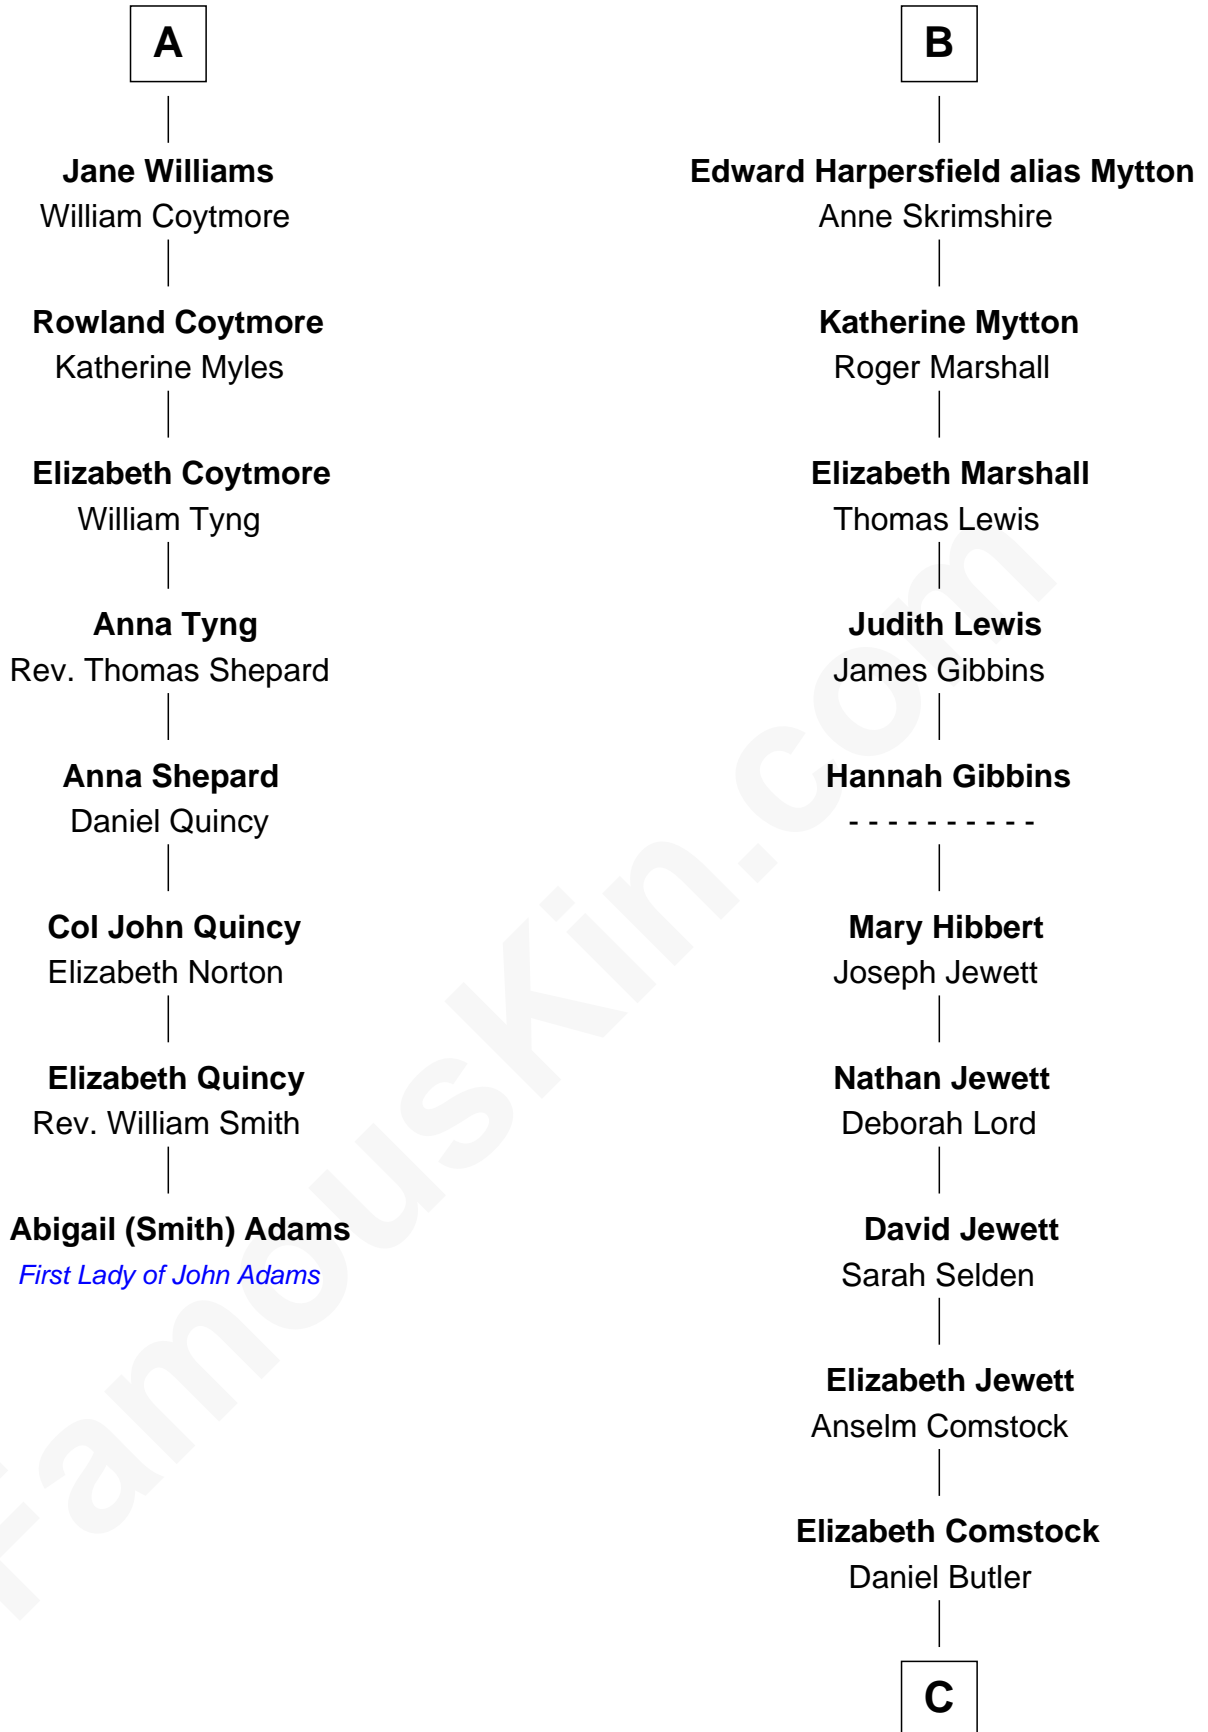 A
Jane Williams
William Coytmore
Rowland Coytmore
Katherine Myles
Elizabeth Coytmore
William Tyng
Anna Tyng
Rev. Thomas Shepard
Anna Shepard
Daniel Quincy
Col John Quincy
Elizabeth Norton
Elizabeth Quincy
Rev. William Smith
Abigail (Smith) Adams
First Lady of John Adams
B
Edward Harpersfield alias Mytton
Anne Skrimshire
Katherine Mytton
Roger Marshall
Elizabeth Marshall
Thomas Lewis
Judith Lewis
James Gibbins
Hannah Gibbins
- - - - - - - - - -
Mary Hibbert
Joseph Jewett
Nathan Jewett
Deborah Lord
David Jewett
Sarah Selden
Elizabeth Jewett
Anselm Comstock
Elizabeth Comstock
Daniel Butler
C
FamousKin.com